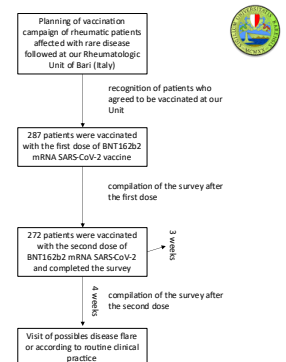 Planning of vaccination
campaign of rheumatic patients
affected with rare disease
followed at our Rheumatologic
Unit of Bari (Italy)
recognition of patients who
agreed to be vaccinated at our
Unit
287 patients were vaccinated
with the first dose of BNT162b2
mRNA SARS-CoV-2 vaccine
compilation of the survey after
the first dose
272 patients were vaccinated
with the second dose of
BNT162b2 mRNA SARS-CoV-2
and completed the survey
3 weeks
4 weeks
compilation of the survey after
the second dose
Visit of possibles disease flare
or according to routine clinical
practice